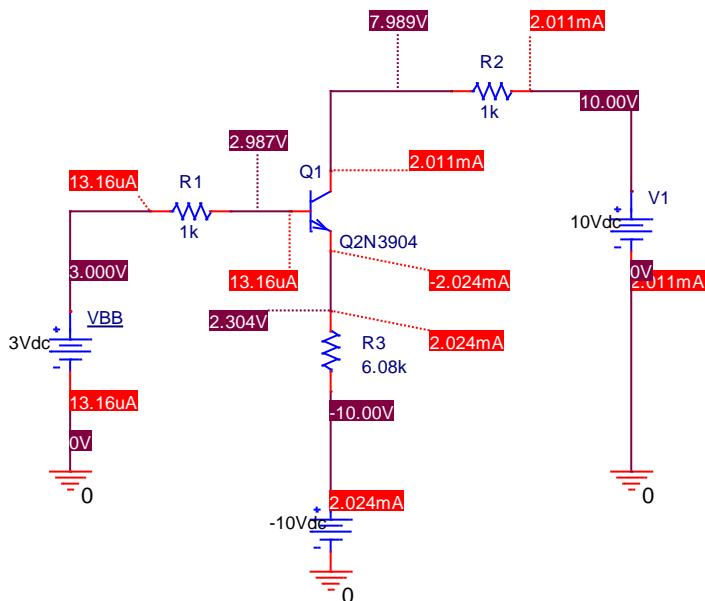 7.989V
2.011mA
R2
10.00V
1k
2.987V
Q1
2.011mA
13.16uA
R1
V1
1k
+
10Vdc
Q2N3904
-
3.000V
13.16uA
-2.024mA
0V
2.011mA
VBB
2.304V
+
3Vdc
R3
2.024mA
6.08k
-
13.16uA
-10.00V
0V
0
0
2.024mA
+
-10Vdc
-
0